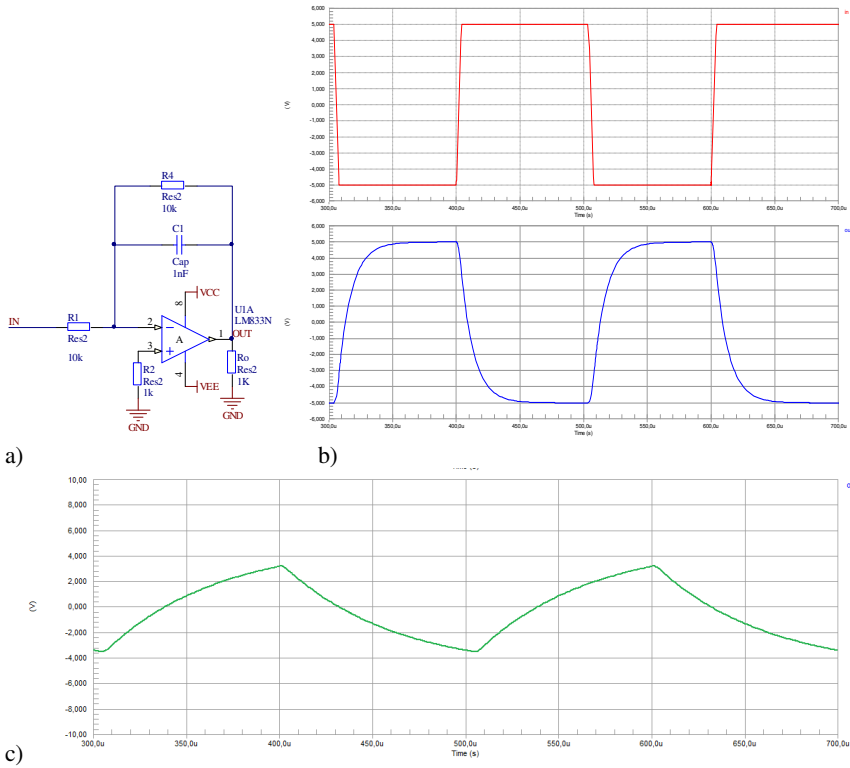 R4
Res2
10k
C1
Cap
1nF
VCC
8
U1A
LM833N
IN
R1
Res2
10k
2
3
A
1
OUT
R2
Res2
1k
4
VEE
Ro
Res2
1K
GND
GND
a)
in
6,000
5,000
4,000
3,000
2,000
1,000
0,000
-1,000
-2,000
-3,000
-4,000
-5,000
-6,000
(V)
300,0u 350,0u 400,0u 450,0u 500,0u 550,0u 600,0u 650,0u 700,0u
Time (s)
6,000
5,000
4,000
3,000
2,000
1,000
0,000
-1,000
-2,000
-3,000
-4,000
-5,000
-6,000
(V)
300,0u 350,0u 400,0u 450,0u 500,0u 550,0u 600,0u 650,0u 700,0u
Time (s)
b)
10,00
8,000
6,000
4,000
2,000
0,000
-2,000
-4,000
-6,000
-8,000
-10,00
(V)
300,0u 350,0u 400,0u 450,0u 500,0u 550,0u 600,0u 650,0u 700,0u
Time (s)
c)